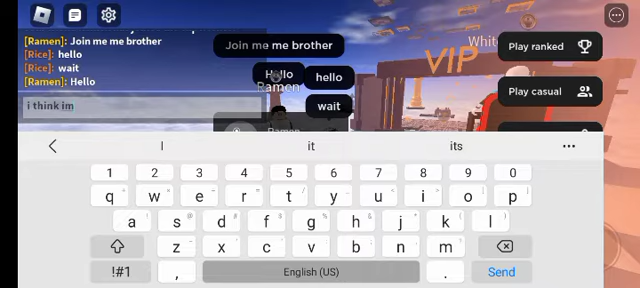 [Ramen]: Join me me brother
[Rice]: hello
[Rice]: wait
[Ramen]: Hello
i think im
Join me me brother
Hello
hello
Ramen
wait
Ramen
VIP
White
Play ranked
Play casual
I it its
1 2 3 4 5 6 7 8 9 0
q w e r t y u i o p
a s d f g h j k l
z x c v b n m
!#1 , English (US) . Send